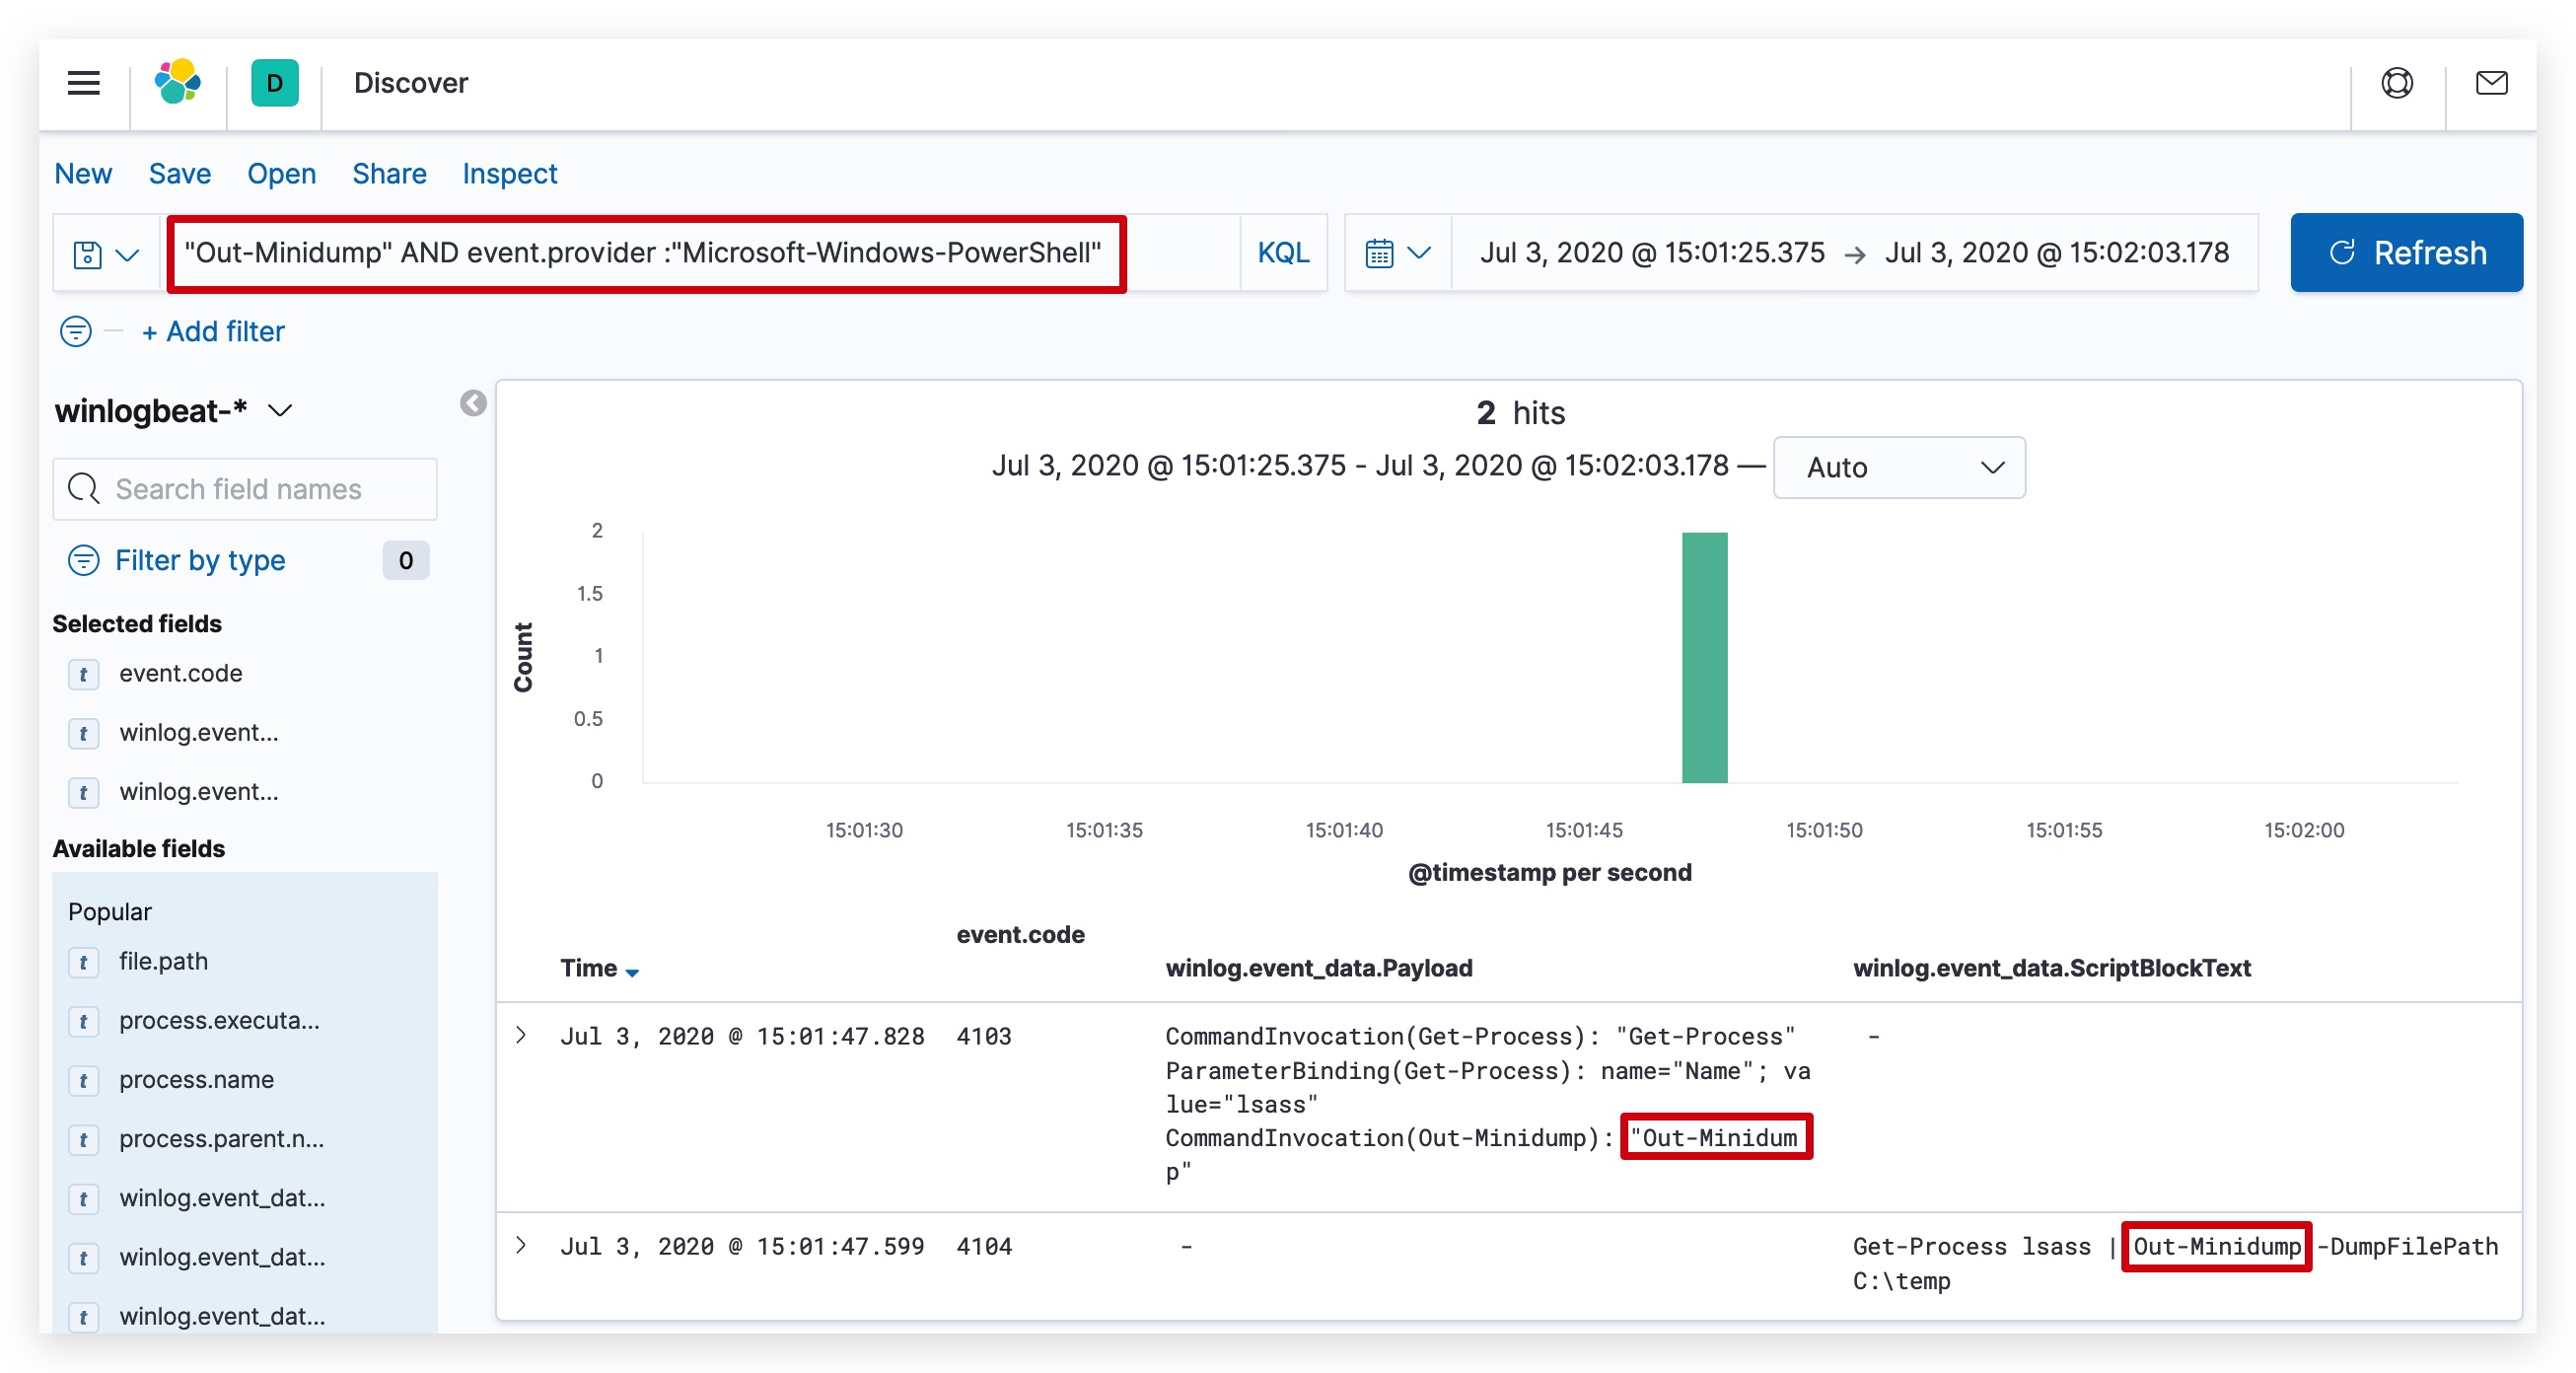 D Discover
New Save Open Share Inspect
"Out-Minidump" AND event.provider :"Microsoft-Windows-PowerShell" KQL Jul 3, 2020 @ 15:01:25.375 → Jul 3, 2020 @ 15:02:03.178 Refresh
+ Add filter
winlogbeat-*
Search field names
Filter by type 0
Selected fields
t event.code
t winlog.event...
t winlog.event...
Available fields
Popular
t file.path
t process.executa...
t process.name
t process.parent.n...
t winlog.event_dat...
t winlog.event_dat...
t winlog.event_dat...
2 hits
Jul 3, 2020 @ 15:01:25.375 - Jul 3, 2020 @ 15:02:03.178 — Auto
Count
2
1.5
1
0.5
0
15:01:30 15:01:35 15:01:40 15:01:45 15:01:50 15:01:55 15:02:00
@timestamp per second
Time event.code winlog.event_data.Payload winlog.event_data.ScriptBlockText
Jul 3, 2020 @ 15:01:47.828 4103 CommandInvocation(Get-Process): "Get-Process" -
ParameterBinding(Get-Process): name="Name"; va
lue="lsass"
CommandInvocation(Out-Minidump): "Out-Minidum
p"
Jul 3, 2020 @ 15:01:47.599 4104 - Get-Process lsass | Out-Minidump -DumpFilePath
C:\temp